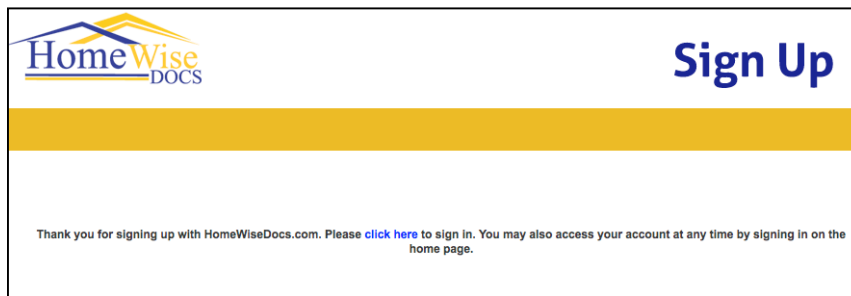 HomeWise
DOCS
Sign Up
Thank you for signing up with HomeWiseDocs.com. Please click here to sign in. You may also access your account at any time by signing in on the
home page.